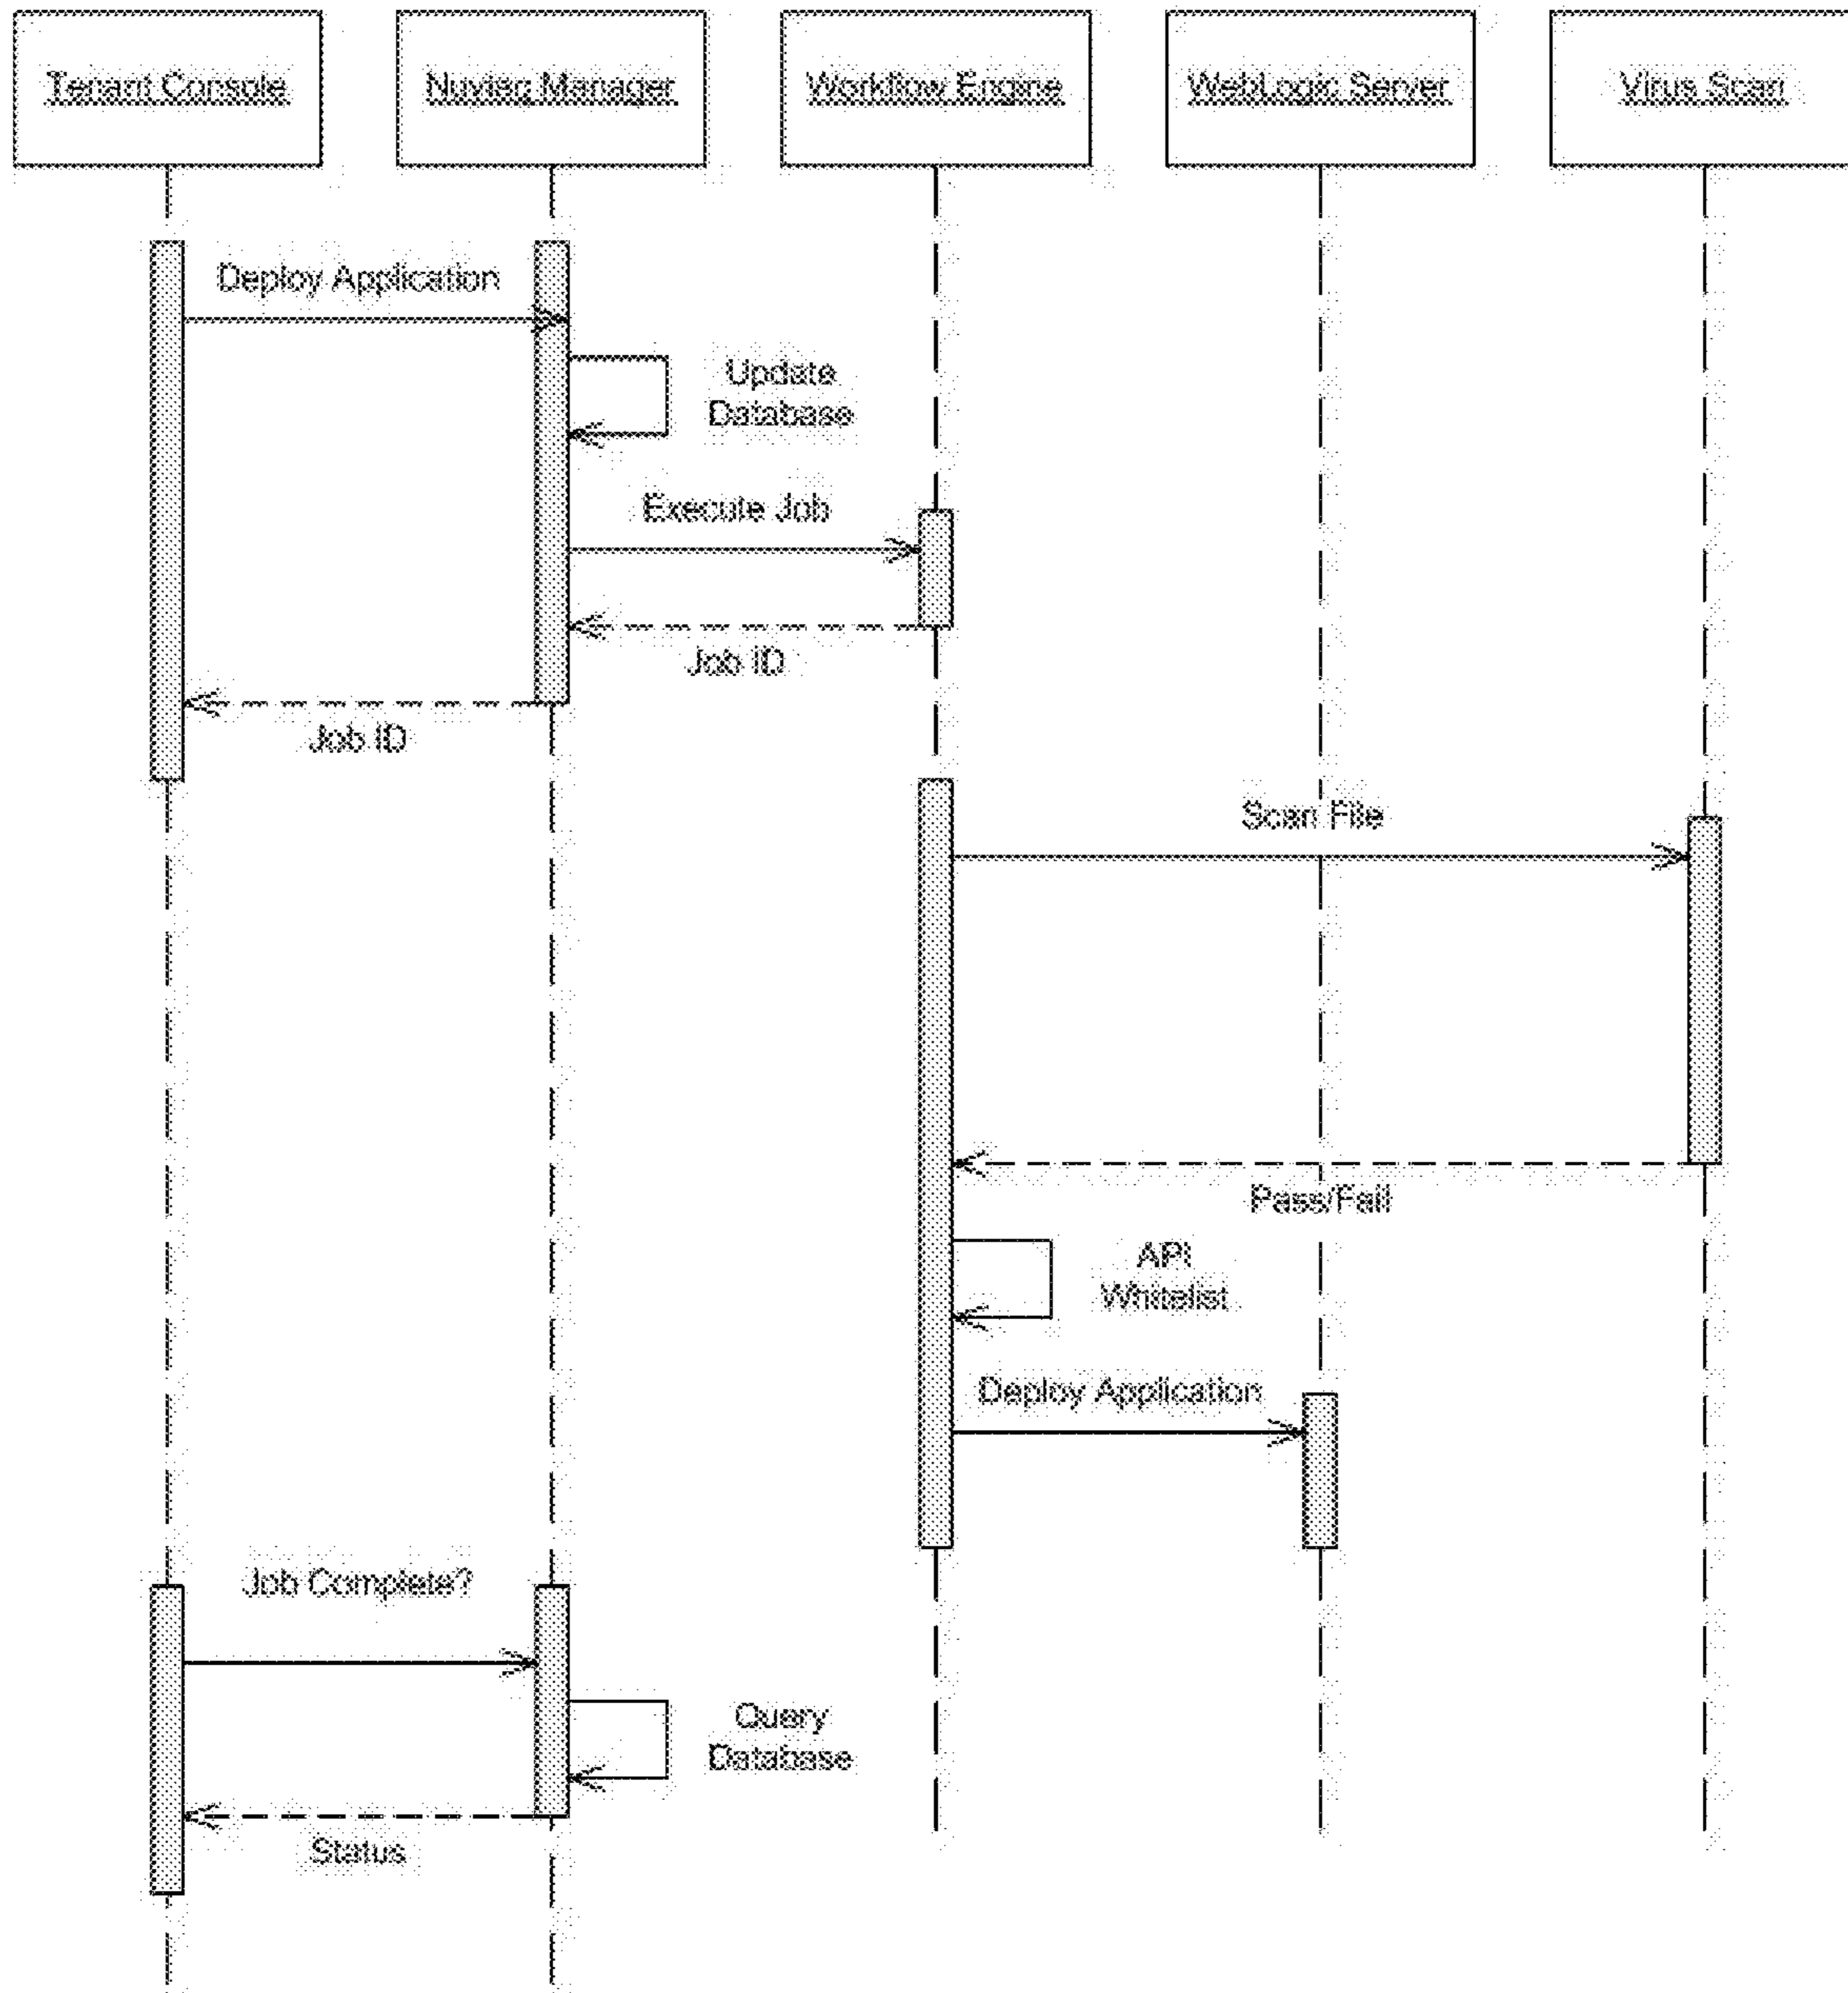 Tenant Console
Nuviaq Manager
Workflow Engine
WebLogic Server
Virus Scan
Deploy Application
Update
Database
Execute Job
Job ID
Job ID
Scan File
Pass/Fail
API
Whitelist
Deploy Application
Job Complete?
Query
Database
Status